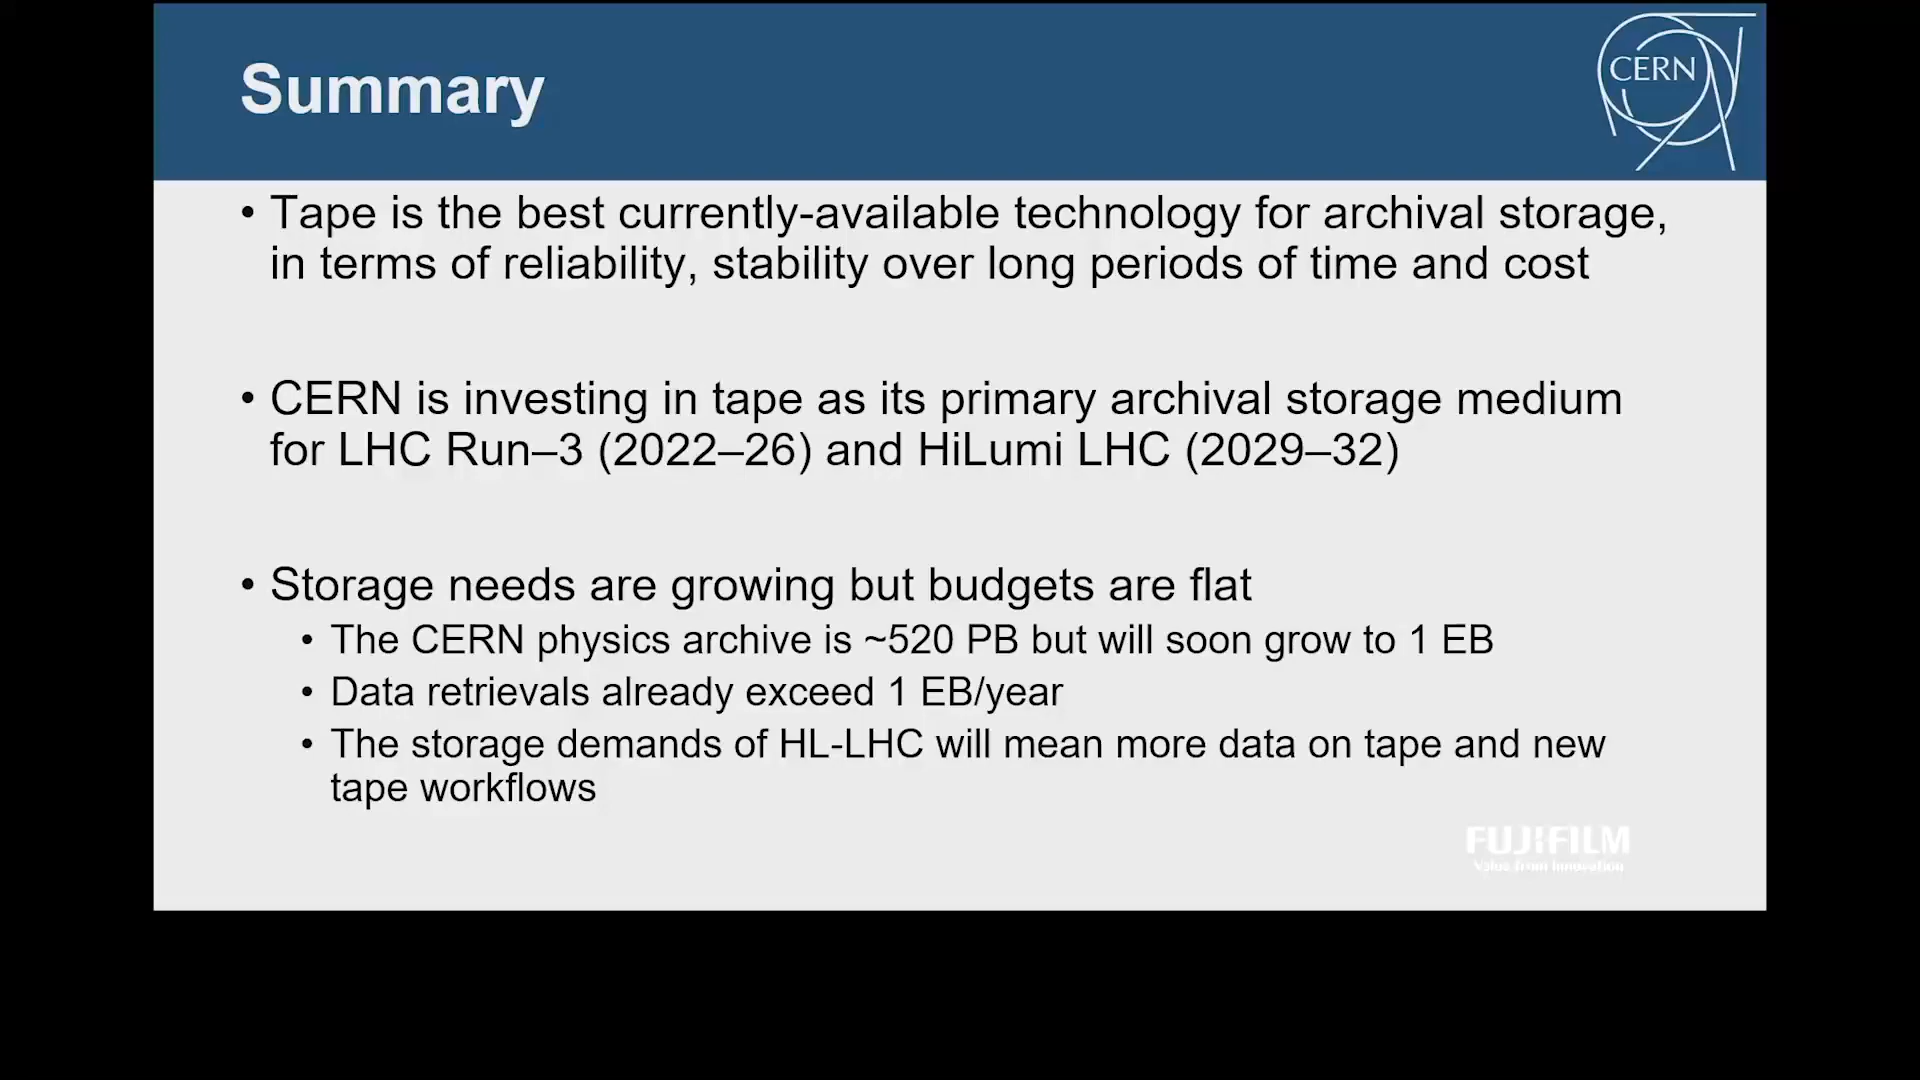 Summary
CERN
• Tape is the best currently-available technology for archival storage,
in terms of reliability, stability over long periods of time and cost
• CERN is investing in tape as its primary archival storage medium
for LHC Run–3 (2022–26) and HiLumi LHC (2029–32)
• Storage needs are growing but budgets are flat
• The CERN physics archive is ~520 PB but will soon grow to 1 EB
• Data retrievals already exceed 1 EB/year
• The storage demands of HL-LHC will mean more data on tape and new
tape workflows
FUJIFILM
Value from Innovation